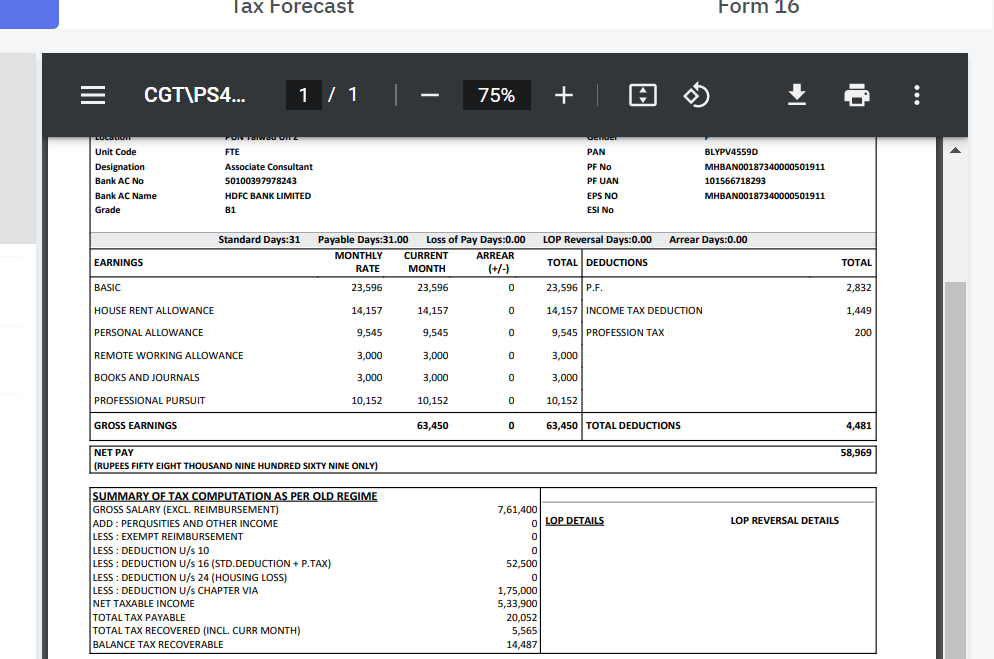 Tax Forecast Form 16
CGT\PS4... 1 / 1 75%
Location PUN Talwad Off 2 Gender F
Unit Code FTE PAN BLYPV4559D
Designation Associate Consultant PF No MHBAN00187340000501911
Bank AC No 50100397978243 PF UAN 101566718293
Bank AC Name HDFC BANK LIMITED EPS NO MHBAN00187340000501911
Grade B1 ESI No
Standard Days:31 Payable Days:31.00 Loss of Pay Days:0.00 LOP Reversal Days:0.00 Arrear Days:0.00
EARNINGS MONTHLY RATE CURRENT MONTH ARREAR (+/-) TOTAL DEDUCTIONS TOTAL
BASIC 23,596 23,596 0 23,596 P.F. 2,832
HOUSE RENT ALLOWANCE 14,157 14,157 0 14,157 INCOME TAX DEDUCTION 1,449
PERSONAL ALLOWANCE 9,545 9,545 0 9,545 PROFESSION TAX 200
REMOTE WORKING ALLOWANCE 3,000 3,000 0 3,000
BOOKS AND JOURNALS 3,000 3,000 0 3,000
PROFESSIONAL PURSUIT 10,152 10,152 0 10,152
GROSS EARNINGS 63,450 0 63,450 TOTAL DEDUCTIONS 4,481
NET PAY 58,969
(RUPEES FIFTY EIGHT THOUSAND NINE HUNDRED SIXTY NINE ONLY)
SUMMARY OF TAX COMPUTATION AS PER OLD REGIME
GROSS SALARY (EXCL. REIMBURSEMENT) 7,61,400
ADD : PERQUSITIES AND OTHER INCOME 0 LOP DETAILS LOP REVERSAL DETAILS
LESS : EXEMPT REIMBURSEMENT 0
LESS : DEDUCTION U/s 10 0
LESS : DEDUCTION U/s 16 (STD.DEDUCTION + P.TAX) 52,500
LESS : DEDUCTION U/s 24 (HOUSING LOSS) 0
LESS : DEDUCTION U/s CHAPTER VIA 1,75,000
NET TAXABLE INCOME 5,33,900
TOTAL TAX PAYABLE 20,052
TOTAL TAX RECOVERED (INCL. CURR MONTH) 5,565
BALANCE TAX RECOVERABLE 14,487